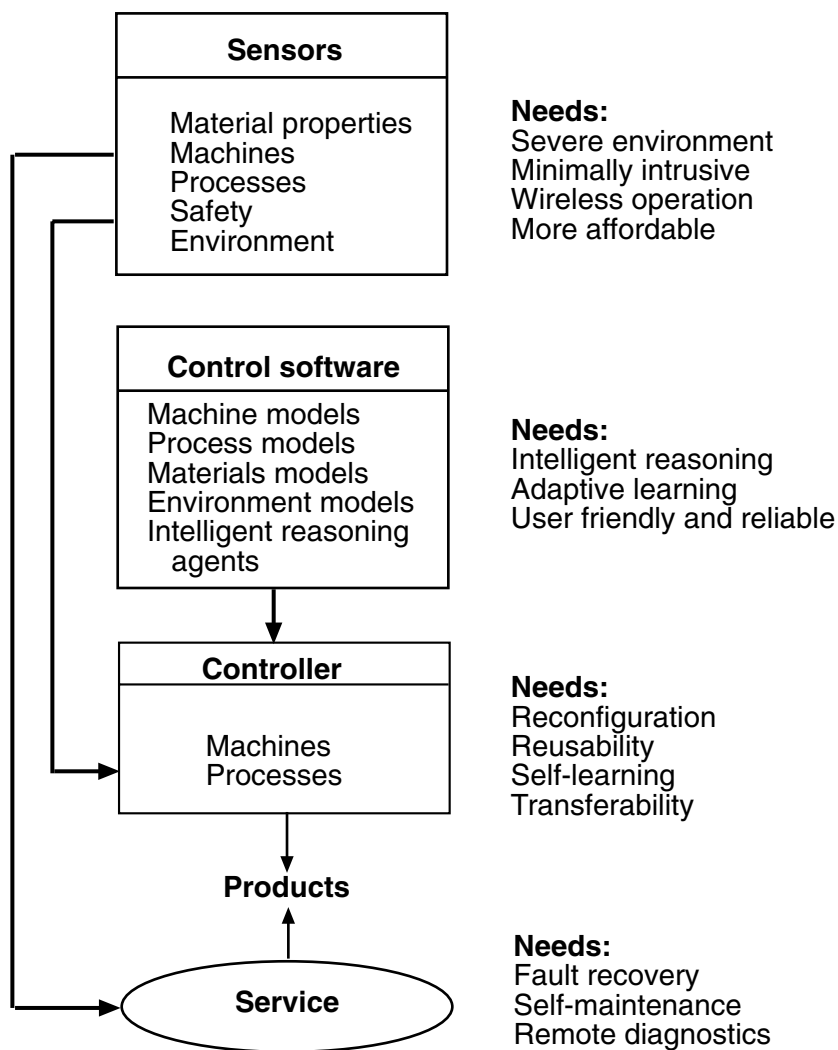 Sensors
Material properties
Machines
Processes
Safety
Environment
Needs:
Severe environment
Minimally intrusive
Wireless operation
More affordable
Control software
Machine models
Process models
Materials models
Environment models
Intelligent reasoning
agents
Needs:
Intelligent reasoning
Adaptive learning
User friendly and reliable
Controller
Machines
Processes
Needs:
Reconfiguration
Reusability
Self-learning
Transferability
Products
Service
Needs:
Fault recovery
Self-maintenance
Remote diagnostics